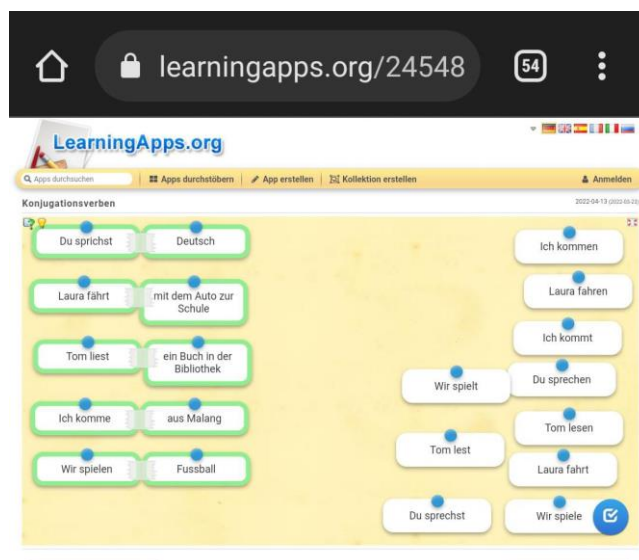 learningapps.org/24548
54
LearningApps.org
Apps durchsuchen
Apps durchstöbern
App erstellen
Kollektion erstellen
Anmelden
Konjugationsverben
2022-04-13
Du sprichst
Deutsch
Ich kommen
Laura fährt
mit dem Auto zur
Schule
Laura fahren
Ich kommt
Tom liest
ein Buch in der
Bibliothek
Wir spielt
Du sprechen
Ich komme
aus Malang
Tom lesen
Tom lest
Wir spielen
Fussball
Laura fahrt
Du sprechst
Wir spiele